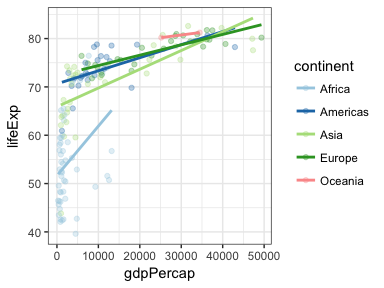 80
70
60
50
40
lifeExp
0 10000 20000 30000 40000 50000
gdpPercap
continent
Africa
Americas
Asia
Europe
Oceania